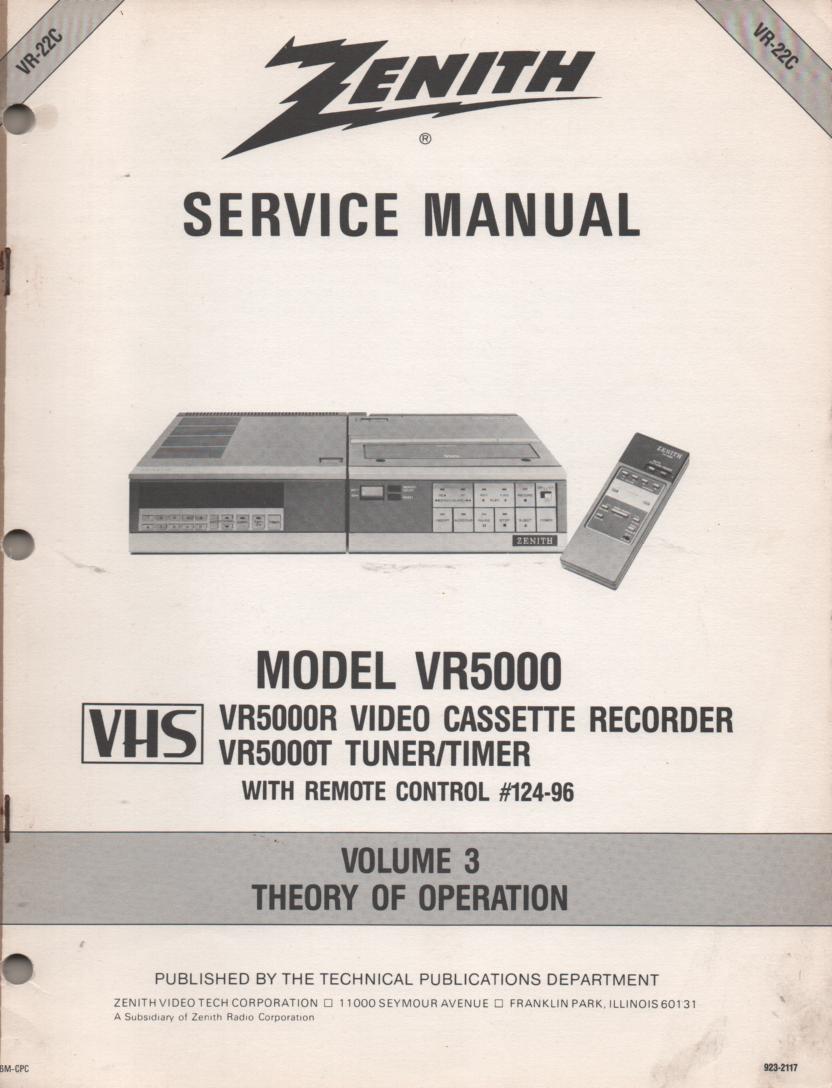 VR-22C
VR-22C
ZENITH
®
SERVICE MANUAL
ZENITH
ZENITH
MODEL VR5000
VHS
VR5000R VIDEO CASSETTE RECORDER
VR5000T TUNER/TIMER
WITH REMOTE CONTROL #124-96
VOLUME 3
THEORY OF OPERATION
PUBLISHED BY THE TECHNICAL PUBLICATIONS DEPARTMENT
ZENITH VIDEO TECH CORPORATION □ 11000 SEYMOUR AVENUE □ FRANKLIN PARK, ILLINOIS 60131
A Subsidiary of Zenith Radio Corporation
6M-CPC
923-2117